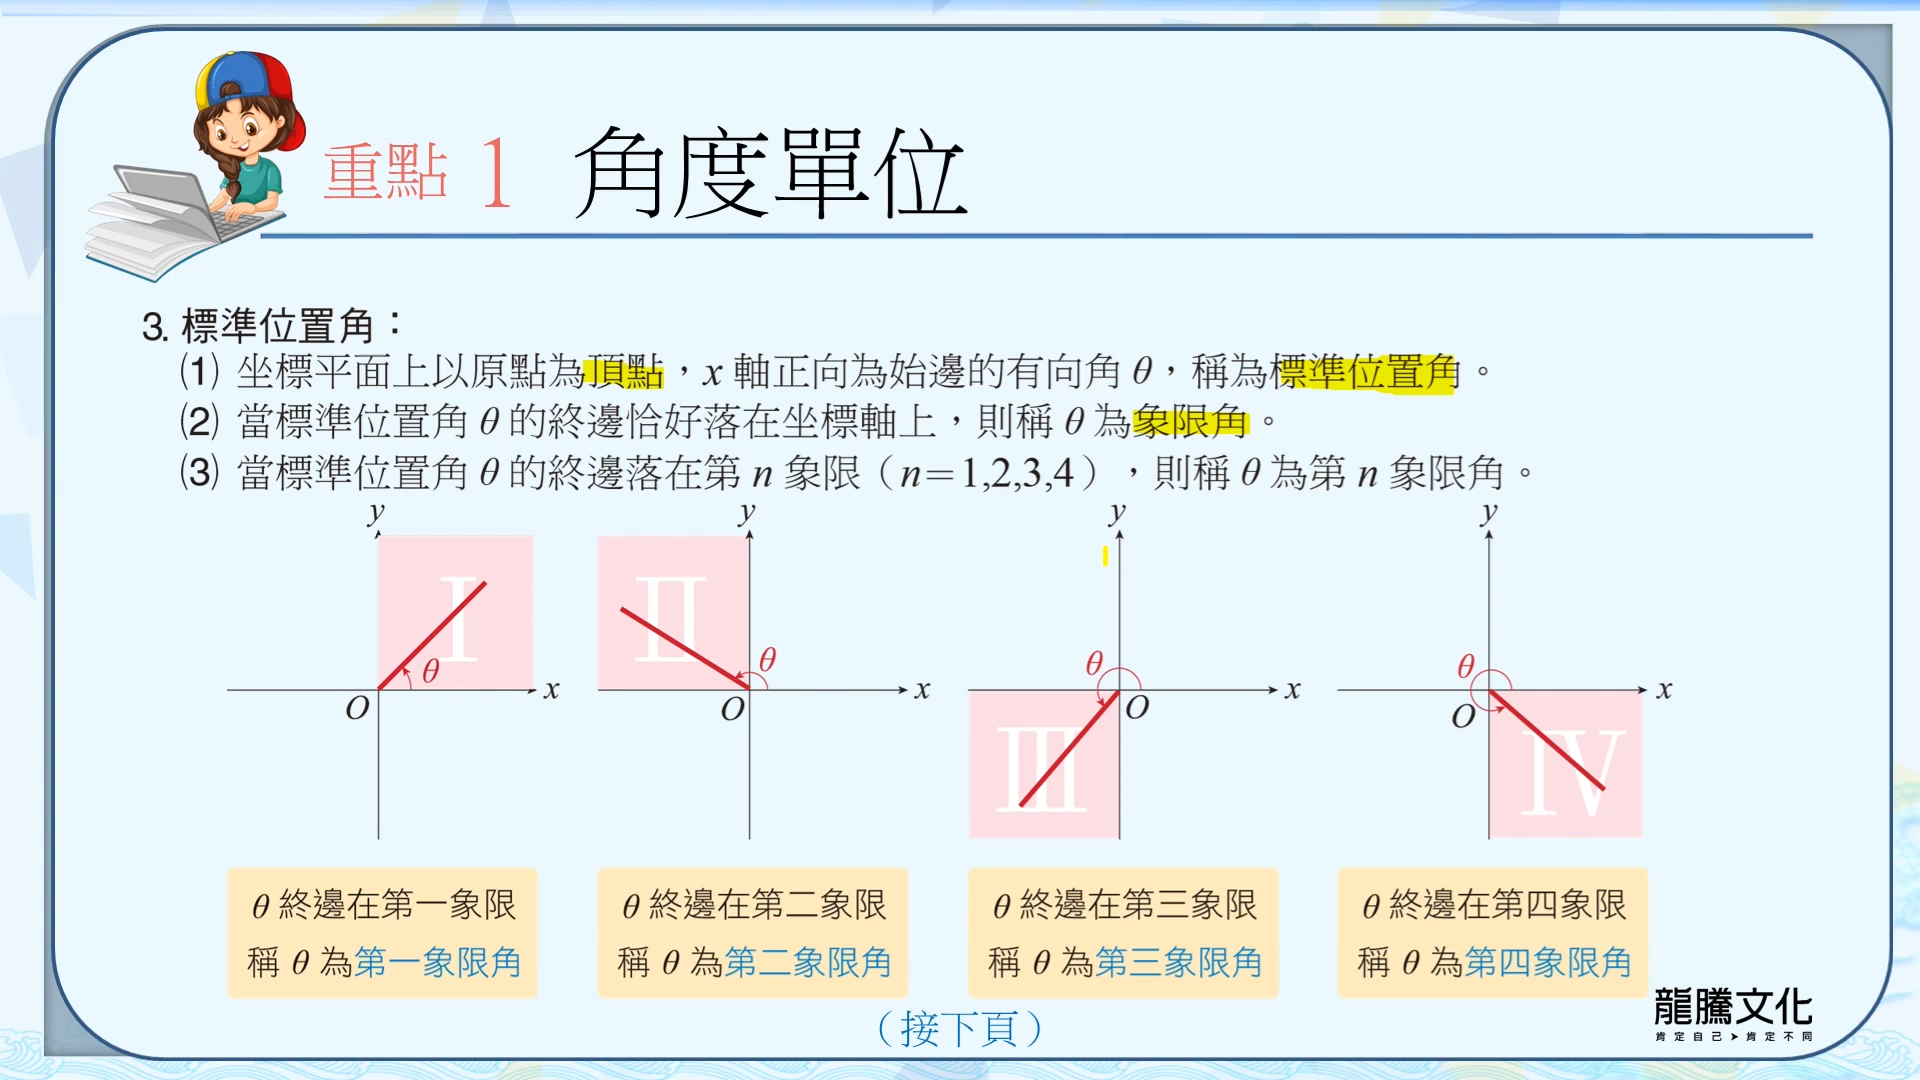 重點 1 角度單位
3. 標準位置角：
(1) 坐標平面上以原點為頂點，x 軸正向為始邊的有向角 θ，稱為標準位置角。
(2) 當標準位置角 θ 的終邊恰好落在坐標軸上，則稱 θ 為象限角。
(3) 當標準位置角 θ 的終邊落在第 n 象限（n＝1,2,3,4），則稱 θ 為第 n 象限角。
y
I
θ
x
O
y
II
θ
x
O
y
θ
x
O
III
y
θ
x
O
IV
θ 終邊在第一象限
稱 θ 為第一象限角
θ 終邊在第二象限
稱 θ 為第二象限角
θ 終邊在第三象限
稱 θ 為第三象限角
θ 終邊在第四象限
稱 θ 為第四象限角
（接下頁）
龍騰文化
肯定自己➤肯定不同